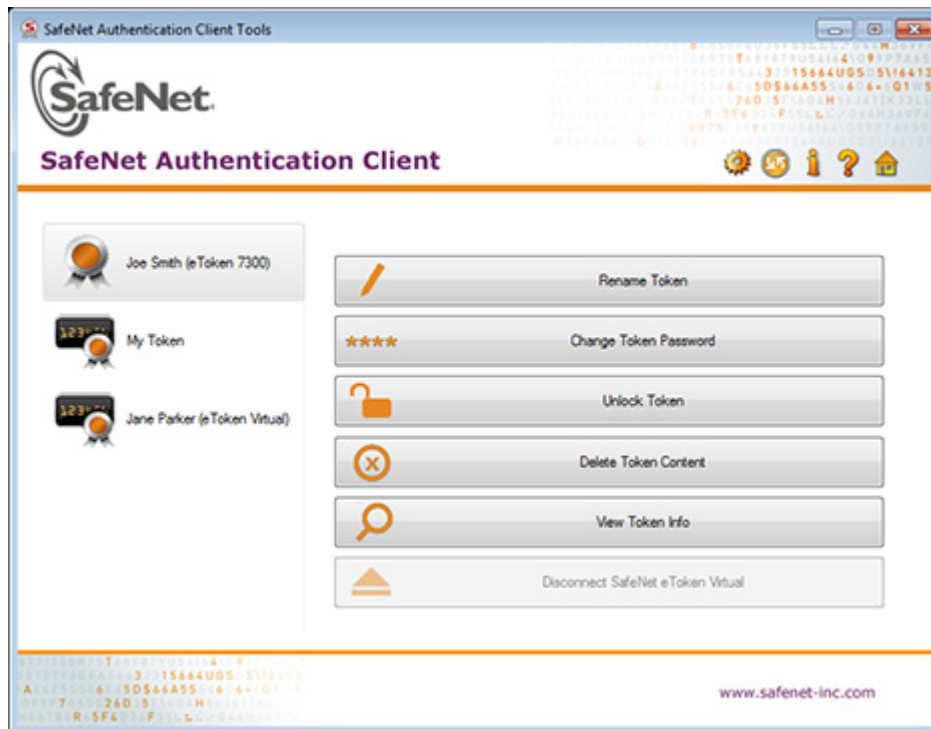 SafeNet Authentication Client Tools
SafeNet.
SafeNet Authentication Client
Joe Smith (eToken 7300)
My Token
Jane Parker (eToken Virtual)
Rename Token
****
Change Token Password
Unlock Token
Delete Token Content
View Token Info
Disconnect SafeNet eToken Virtual
www.safenet-inc.com